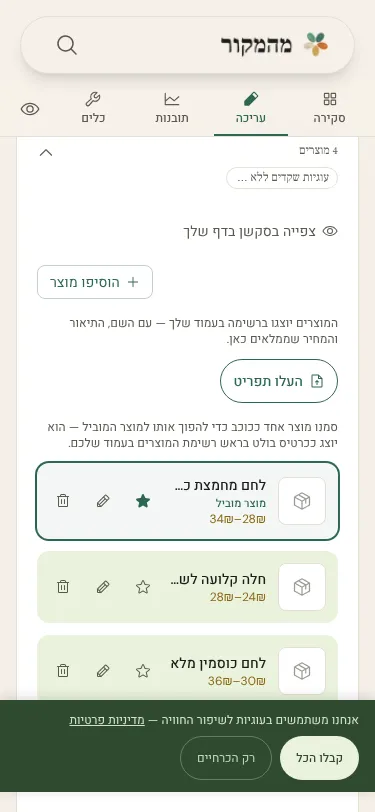 מהמקור
סקירה
עריכה
תובנות
כלים
4 מוצרים
עוגיות שקדים ללא ...
צפייה בסקשן בדף שלך
הוסיפו מוצר
המוצרים יוצגו ברשימה בעמוד שלך — עם השם, התיאור
והמחיר שממלאים כאן.
העלו תפריט
סמנו מוצר אחד ככוכב כדי להפוך אותו למוצר המוביל — הוא
יוצג ככרטיס בולט בראש רשימת המוצרים בעמוד שלכם.
לחם מחמצת כ...
מוצר מוביל
₪28–₪34
חלה קלועה לש...
₪24–₪28
לחם כוסמין מלא
₪30–₪36
אנחנו משתמשים בעוגיות לשיפור החוויה — מדיניות פרטיות
קבלו הכל
רק הכרחיים